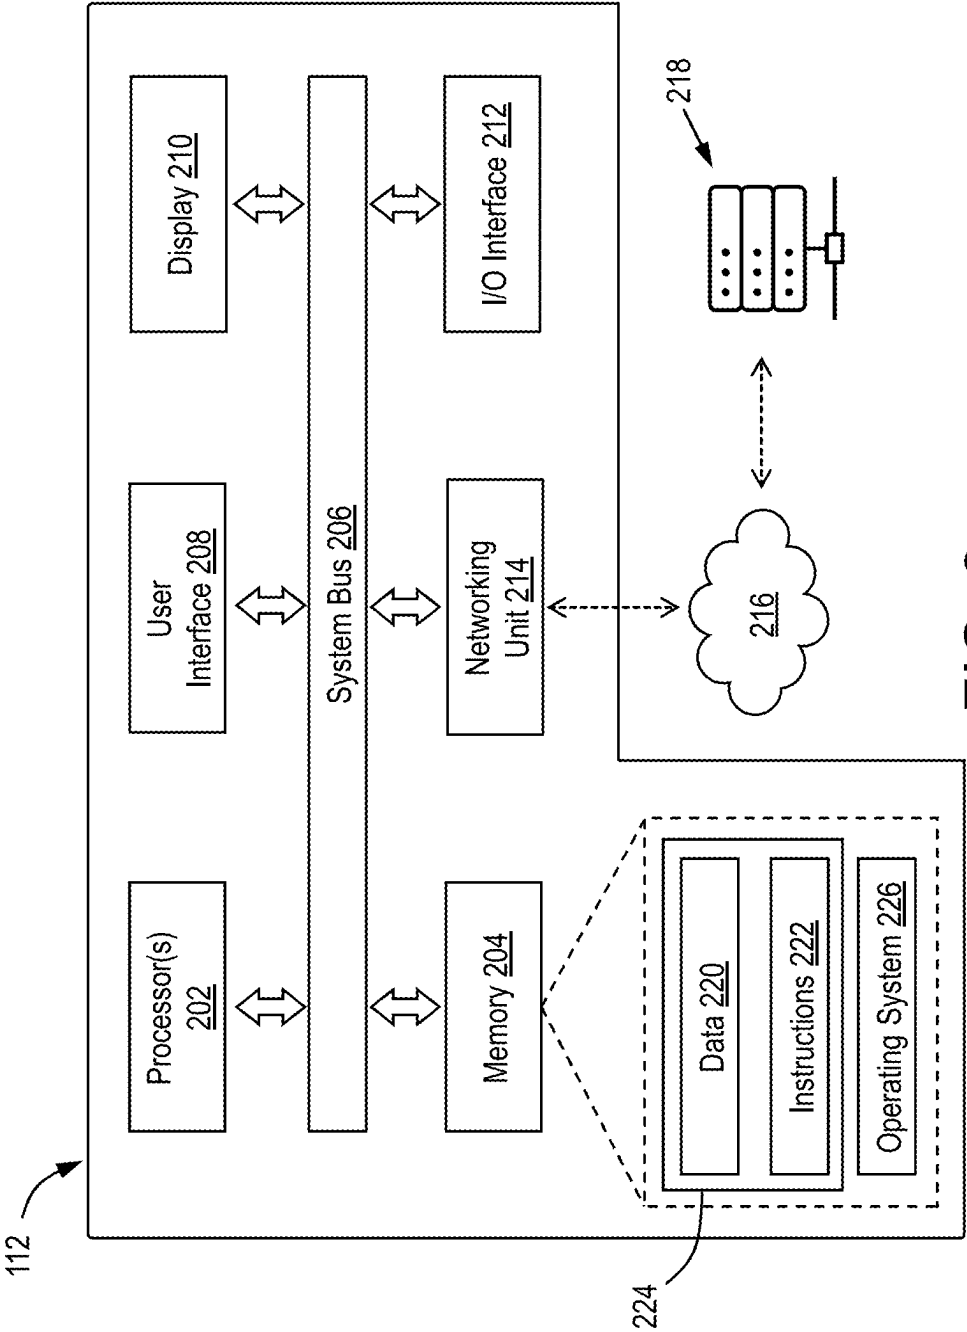 112
Processor(s)
202
User
Interface 208
Display 210
System Bus 206
Memory 204
Networking
Unit 214
I/O Interface 212
224
Data 220
Instructions 222
Operating System 226
216
218